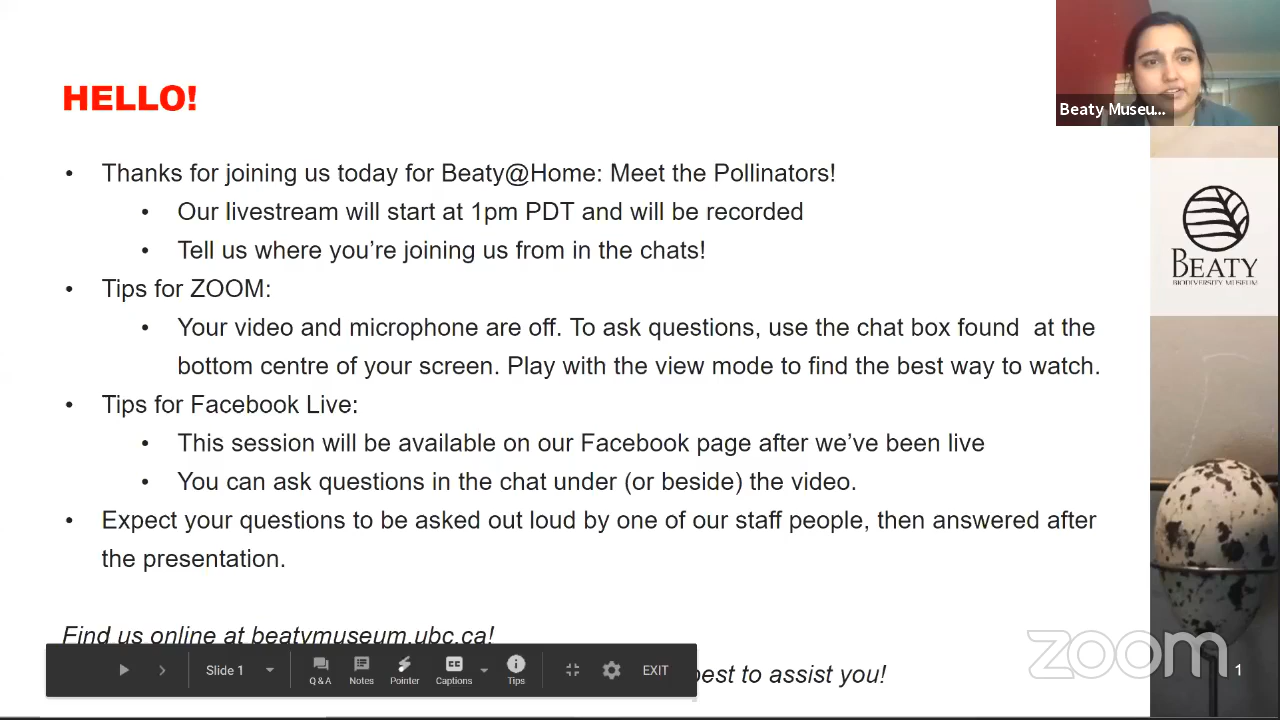 HELLO!
Beaty Museu...
• Thanks for joining us today for Beaty@Home: Meet the Pollinators!
• Our livestream will start at 1pm PDT and will be recorded
• Tell us where you’re joining us from in the chats!
• Tips for ZOOM:
• Your video and microphone are off. To ask questions, use the chat box found at the
bottom centre of your screen. Play with the view mode to find the best way to watch.
• Tips for Facebook Live:
• This session will be available on our Facebook page after we’ve been live
• You can ask questions in the chat under (or beside) the video.
• Expect your questions to be asked out loud by one of our staff people, then answered after
the presentation.
BEATY
BIODIVERSITY MUSEUM
Find us online at beatymuseum.ubc.ca!
best to assist you!
Slide 1
Q & A
Notes
Pointer
CC
Captions
Tips
EXIT
zoom
1